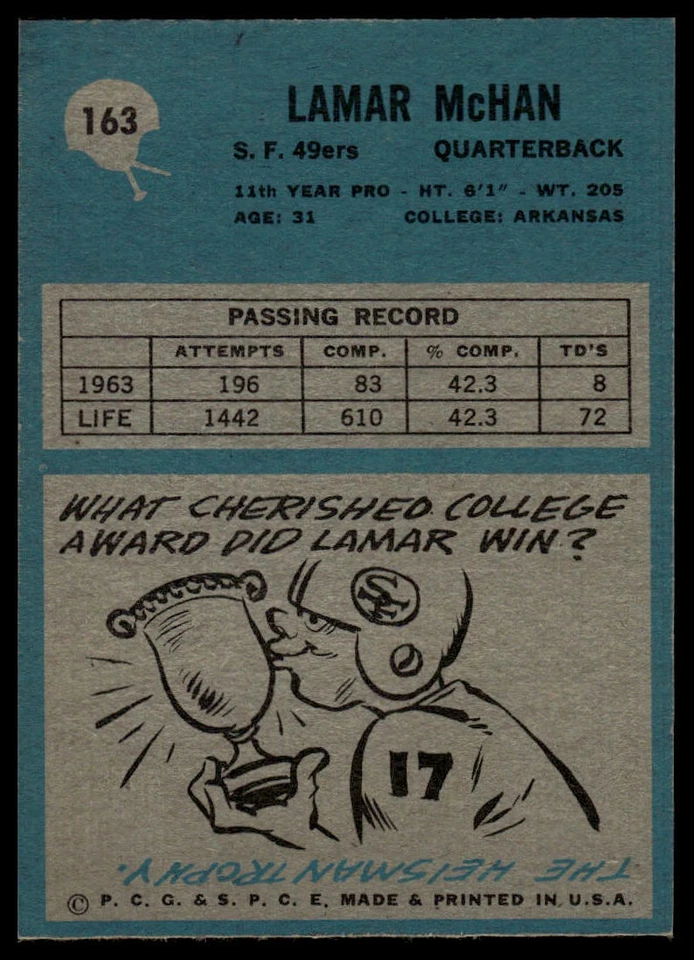 163
LAMAR McHAN
S. F. 49ers QUARTERBACK
11th YEAR PRO - HT. 6'1" - WT. 205
AGE: 31 COLLEGE: ARKANSAS
PASSING RECORD
ATTEMPTS COMP. % COMP. TD'S
1963 196 83 42.3 8
LIFE 1442 610 42.3 72
WHAT CHERISHED COLLEGE
AWARD DID LAMAR WIN?
SF
17
THE HEISMAN TROPHY.
© P. C. G. & S. P. C. E. MADE & PRINTED IN U.S.A.